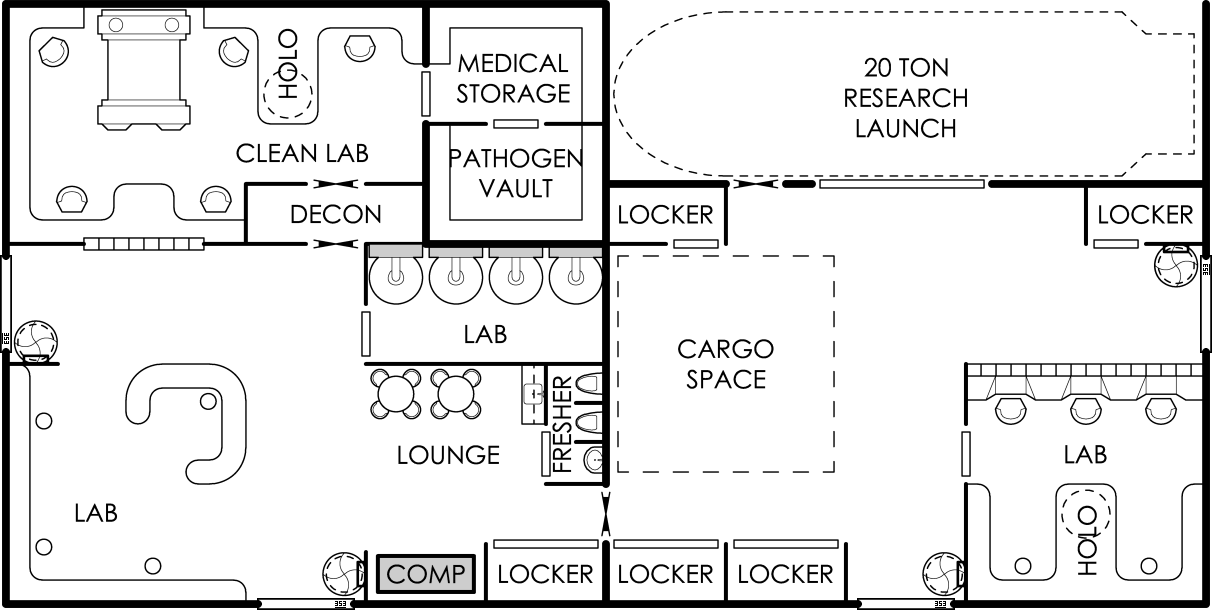 HOLO
MEDICAL
STORAGE
20 TON
RESEARCH
LAUNCH
CLEAN LAB
PATHOGEN
VAULT
DECON
LOCKER
LOCKER
LAB
CARGO
SPACE
FRESHER
LOUNGE
LAB
LAB
HOLO
COMP
LOCKER
LOCKER
LOCKER